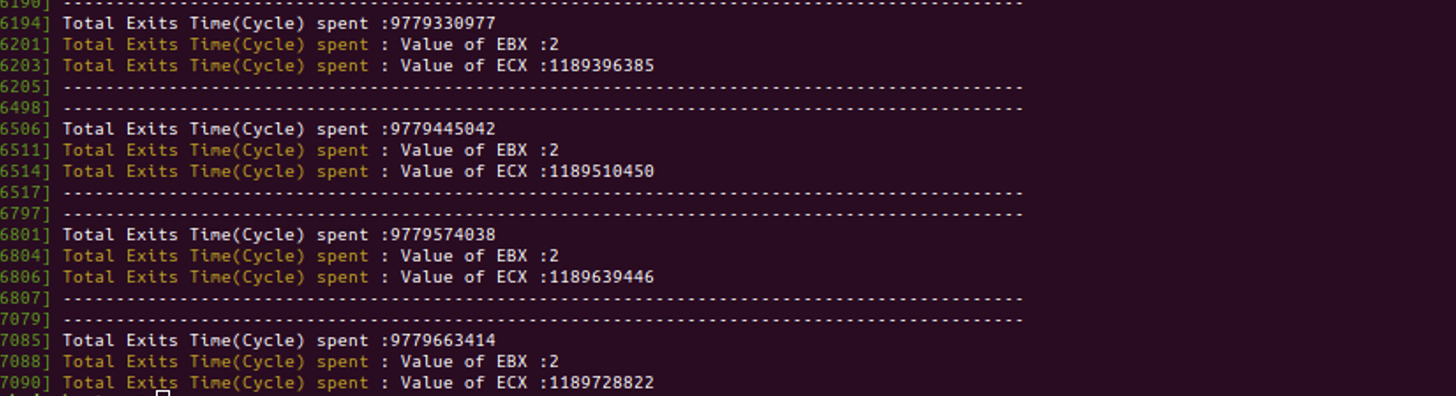 6190] -------------------------------------------------------------------------------------------
6194] Total Exits Time(Cycle) spent :9779330977
6201] Total Exits Time(Cycle) spent : Value of EBX :2
6203] Total Exits Time(Cycle) spent : Value of ECX :1189396385
6205] -------------------------------------------------------------------------------------------
6498] -------------------------------------------------------------------------------------------
6506] Total Exits Time(Cycle) spent :9779445042
6511] Total Exits Time(Cycle) spent : Value of EBX :2
6514] Total Exits Time(Cycle) spent : Value of ECX :1189510450
6517] -------------------------------------------------------------------------------------------
6797] -------------------------------------------------------------------------------------------
6801] Total Exits Time(Cycle) spent :9779574038
6804] Total Exits Time(Cycle) spent : Value of EBX :2
6806] Total Exits Time(Cycle) spent : Value of ECX :1189639446
6807] -------------------------------------------------------------------------------------------
7079] -------------------------------------------------------------------------------------------
7085] Total Exits Time(Cycle) spent :9779663414
7088] Total Exits Time(Cycle) spent : Value of EBX :2
7090] Total Exits Time(Cycle) spent : Value of ECX :1189728822